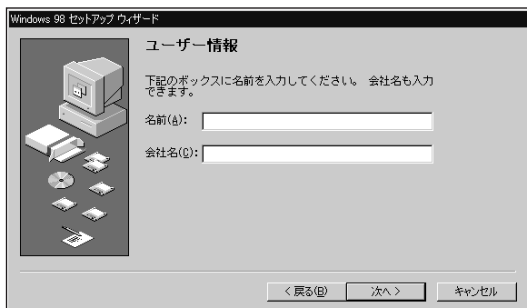 Windows 98 セットアップ ウィザード
ユーザー情報
下記のボックスに名前を入力してください。 会社名も入力
できます。
名前(A):
会社名(C):
< 戻る(B)
次へ >
キャンセル